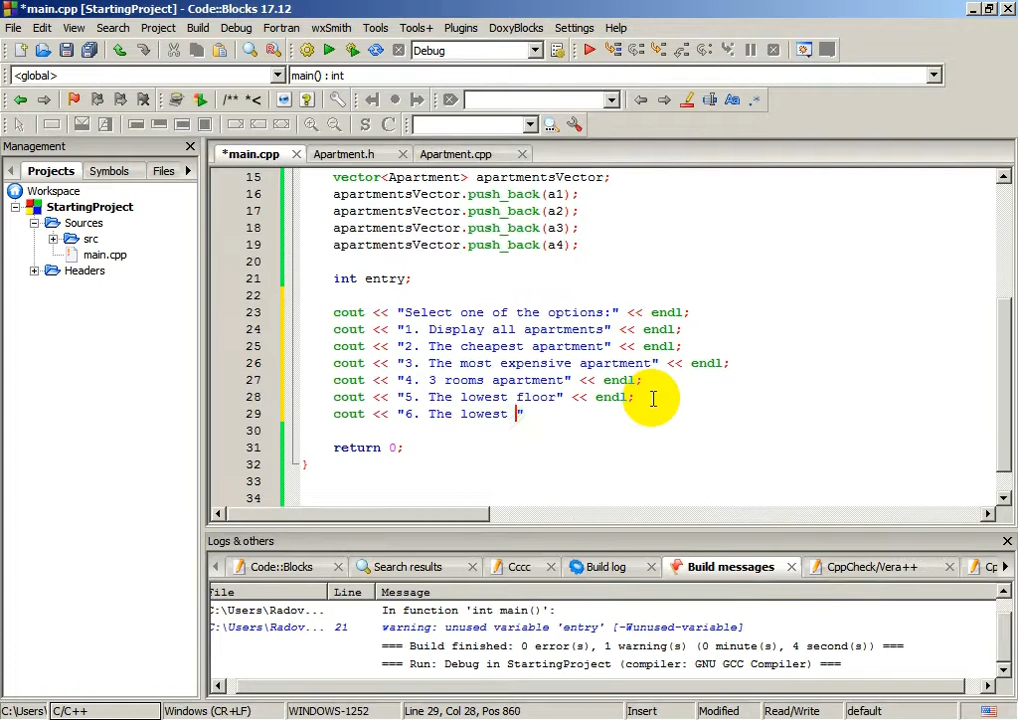 *main.cpp [StartingProject] - Code::Blocks 17.12
File Edit View Search Project Build Debug Fortran wxSmith Tools Tools+ Plugins DoxyBlocks Settings Help
Debug
<global> main() : int
/** *<
S C
Management
Projects Symbols Files
Workspace
StartingProject
Sources
src
main.cpp
Headers
*main.cpp Apartment.h Apartment.cpp
15 vector<Apartment> apartmentsVector;
16 apartmentsVector.push_back(a1);
17 apartmentsVector.push_back(a2);
18 apartmentsVector.push_back(a3);
19 apartmentsVector.push_back(a4);
20
21 int entry;
22
23 cout << "Select one of the options:" << endl;
24 cout << "1. Display all apartments" << endl;
25 cout << "2. The cheapest apartment" << endl;
26 cout << "3. The most expensive apartment" << endl;
27 cout << "4. 3 rooms apartment" << endl;
28 cout << "5. The lowest floor" << endl;
29 cout << "6. The lowest "
30
31 return 0;
32 }
33
34
Logs & others
Code::Blocks Search results Cccc Build log Build messages CppCheck/Vera++
File Line Message
C:\Users\Radov... In function 'int main()':
C:\Users\Radov... 21 warning: unused variable 'entry' [-Wunused-variable]
=== Build finished: 0 error(s), 1 warning(s) (0 minute(s), 4 second(s)) ===
=== Run: Debug in StartingProject (compiler: GNU GCC Compiler) ===
C:\Users\ C/C++ Windows (CR+LF) WINDOWS-1252 Line 29, Col 28, Pos 860 Insert Modified Read/Write default